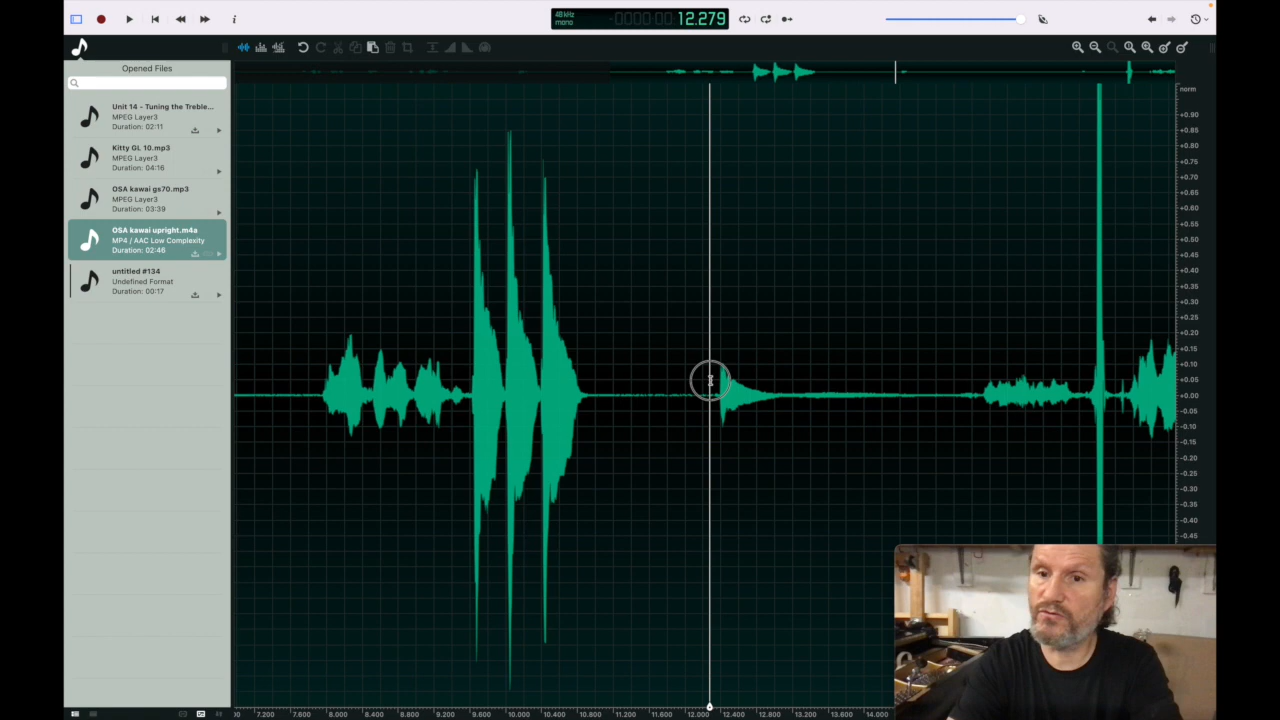 48 kHz
mono
-0000 00 12.279
Opened Files
Unit 14 - Tuning the Treble...
MPEG Layer3
Duration: 02:11
Kitty GL 10.mp3
MPEG Layer3
Duration: 04:16
OSA kawai gs70.mp3
MPEG Layer3
Duration: 03:39
OSA kawai upright.m4a
MP4 / AAC Low Complexity
Duration: 02:46
untitled #134
Undefined Format
Duration: 00:17
norm
+0.90
+0.85
+0.80
+0.75
+0.70
+0.65
+0.60
+0.55
+0.50
+0.45
+0.40
+0.35
+0.30
+0.25
+0.20
+0.15
+0.10
+0.05
+0.00
-0.05
-0.10
-0.15
-0.20
-0.25
-0.30
-0.35
-0.40
-0.45
7.200 7.600 8.000 8.400 8.800 9.200 9.600 10.000 10.400 10.800 11.200 11.600 12.000 12.400 12.800 13.200 13.600 14.000